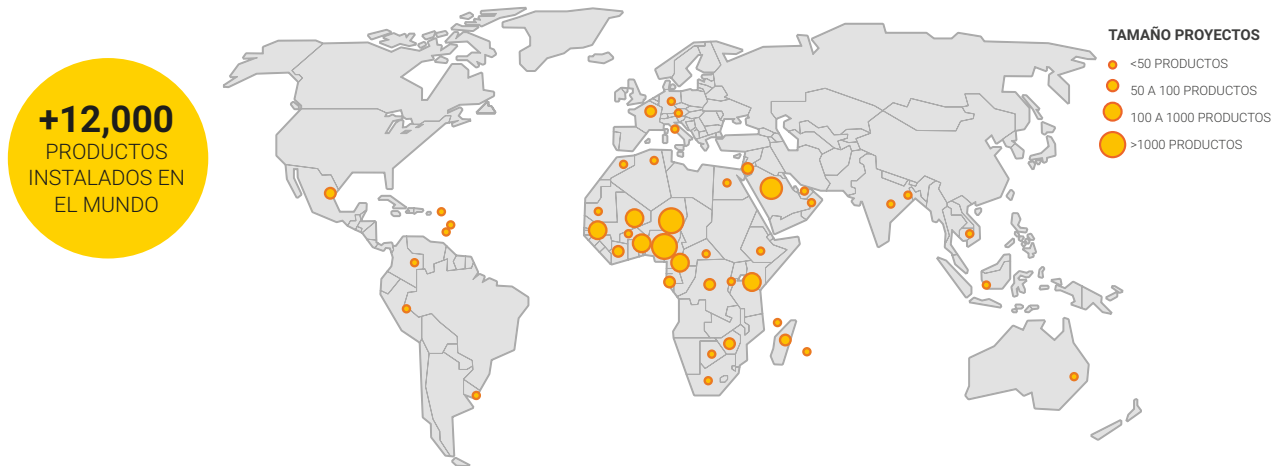 +12,000
PRODUCTOS
INSTALADOS EN
EL MUNDO
TAMAÑO PROYECTOS
<50 PRODUCTOS
50 A 100 PRODUCTOS
100 A 1000 PRODUCTOS
>1000 PRODUCTOS